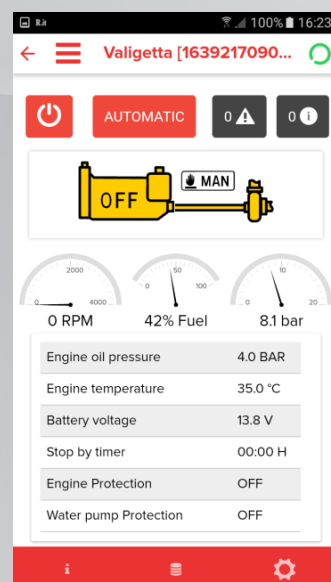 R.it 100% 16:23
Valigetta [1639217090...
AUTOMATIC 0 0 i
OFF MAN
2000 50 10
0 4000 0 100 0 20
0 RPM 42% Fuel 8.1 bar
Engine oil pressure 4.0 BAR
Engine temperature 35.0 °C
Battery voltage 13.8 V
Stop by timer 00:00 H
Engine Protection OFF
Water pump Protection OFF
i